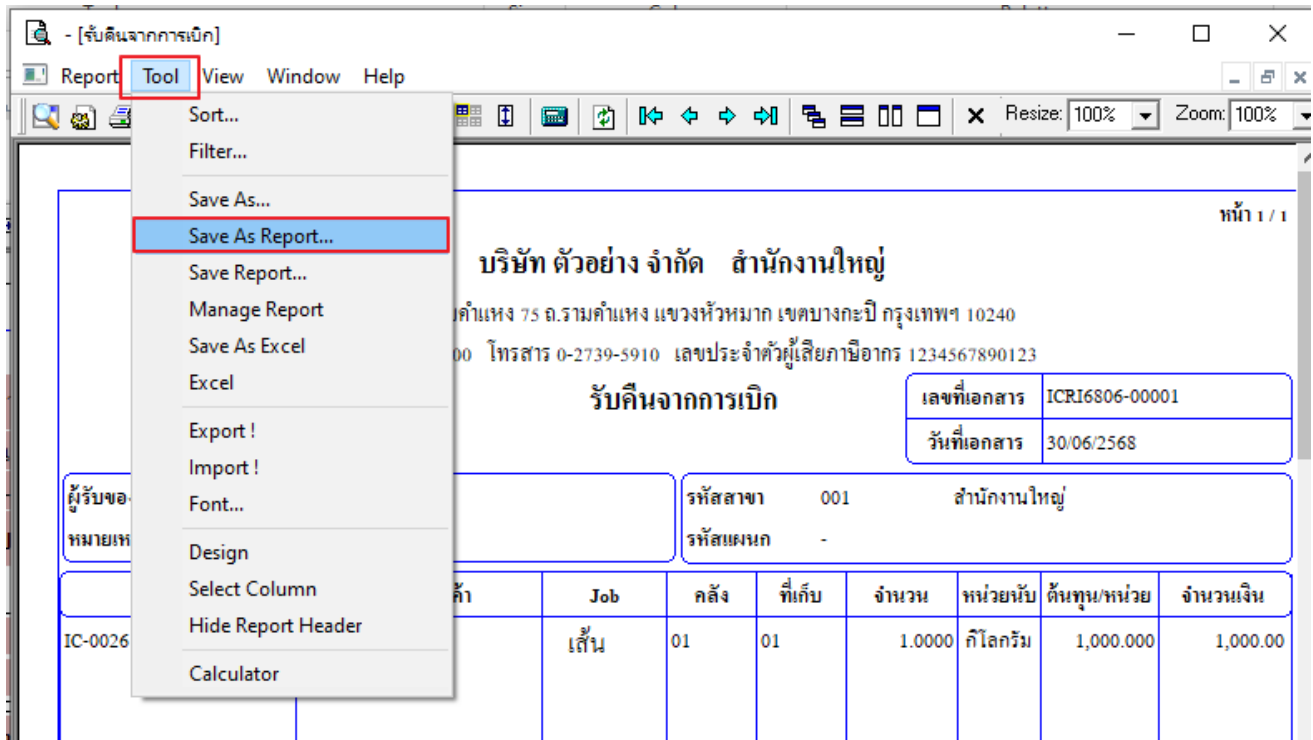 - [รับคืนจากการเบิก]
Report Tool View Window Help
Resize: 100% Zoom: 100%
Sort...
Filter...
Save As...
Save As Report...
Save Report...
Manage Report
Save As Excel
Excel
Export !
Import !
Font...
Design
Select Column
Hide Report Header
Calculator
หน้า 1 / 1
บริษัท ตัวอย่าง จำกัด สำนักงานใหญ่
75 ถ.รามคำแหง แขวงหัวหมาก เขตบางกะปิ กรุงเทพฯ 10240
โทรสาร 0-2739-5910 เลขประจำตัวผู้เสียภาษีอากร 1234567890123
รับคืนจากการเบิก
เลขที่เอกสาร ICRI6806-00001
วันที่เอกสาร 30/06/2568
ผู้รับของ
รหัสสาขา 001 สำนักงานใหญ่
รหัสแผนก -
Job คลัง ที่เก็บ จำนวน หน่วยนับ ต้นทุน/หน่วย จำนวนเงิน
IC-0026 เส้น 01 01 1.0000 กิโลกรัม 1,000.000 1,000.00